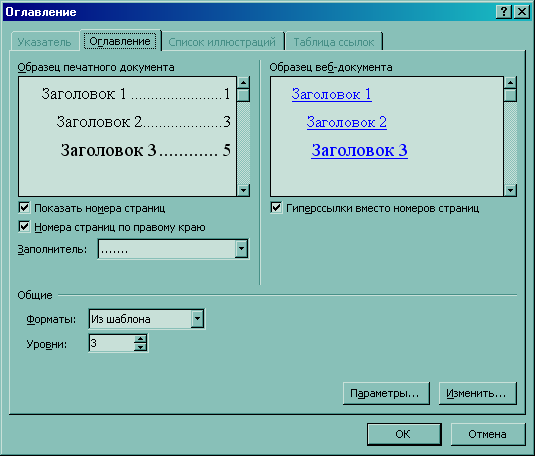 Оглавление
Указатель Оглавление Список иллюстраций Таблица ссылок
Образец печатного документа
Заголовок 1 ...................... 1
Заголовок 2..................... 3
Заголовок 3............. 5
Показать номера страниц
Номера страниц по правому краю
Заполнитель: .......
Образец веб-документа
Заголовок 1
Заголовок 2
Заголовок 3
Гиперссылки вместо номеров страниц
Общие
Форматы: Из шаблона
Уровни: 3
Параметры... Изменить...
ОК Отмена